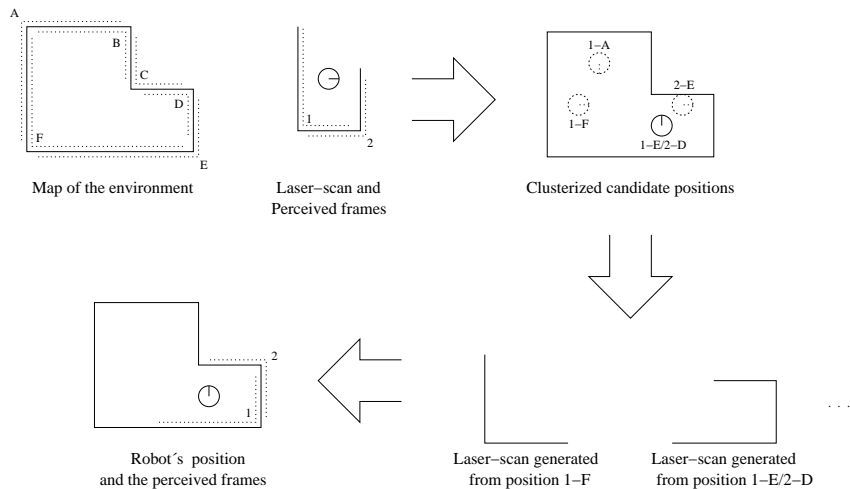 A
B
C
D
F
E
Map of the environment
1
2
Laser−scan and
Perceived frames
1−A
2−E
1−F
1−E/2−D
Clusterized candidate positions
2
1
Robot´s position
and the perceived frames
Laser−scan generated
from position 1−F
Laser−scan generated
from position 1−E/2−D
. . .